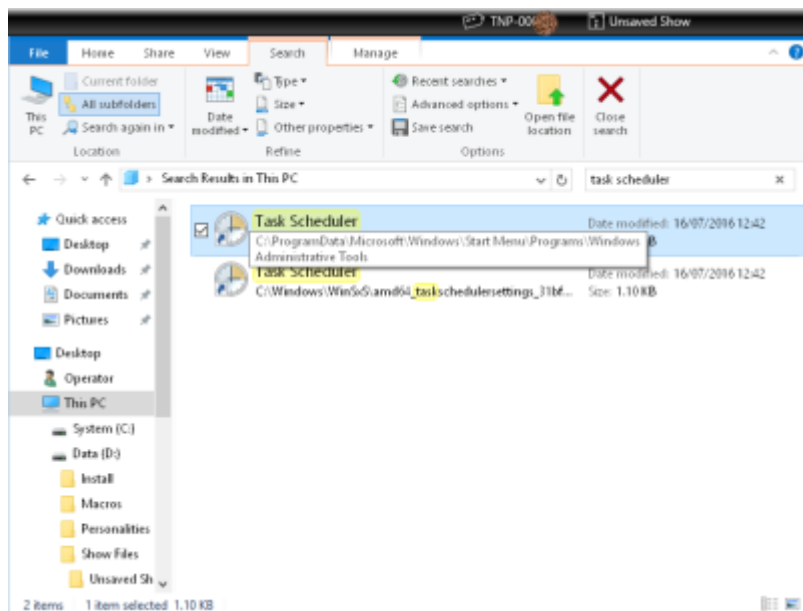 Unsaved Show
File Home Share View Search Manage
Current folder
All subfolders
Search again in
This PC
Location
Date modified
Type
Size
Other properties
Refine
Recent searches
Advanced options
Save search
Options
Open file location
Close search
Search Results in This PC
task scheduler
Quick access
Desktop
Downloads
Documents
Pictures
Desktop
Operator
This PC
System (C:)
Data (D:)
Install
Macros
Personalities
Show Files
Unsaved Sh
Task Scheduler
Date modified: 16/07/2016 12:42
C:\ProgramData\Microsoft\Windows\Start Menu\Programs\Windows
Administrative Tools
Task Scheduler
Date modified: 16/07/2016 12:42
Size: 1.10 KB
2 items 1 item selected 1.10 KB